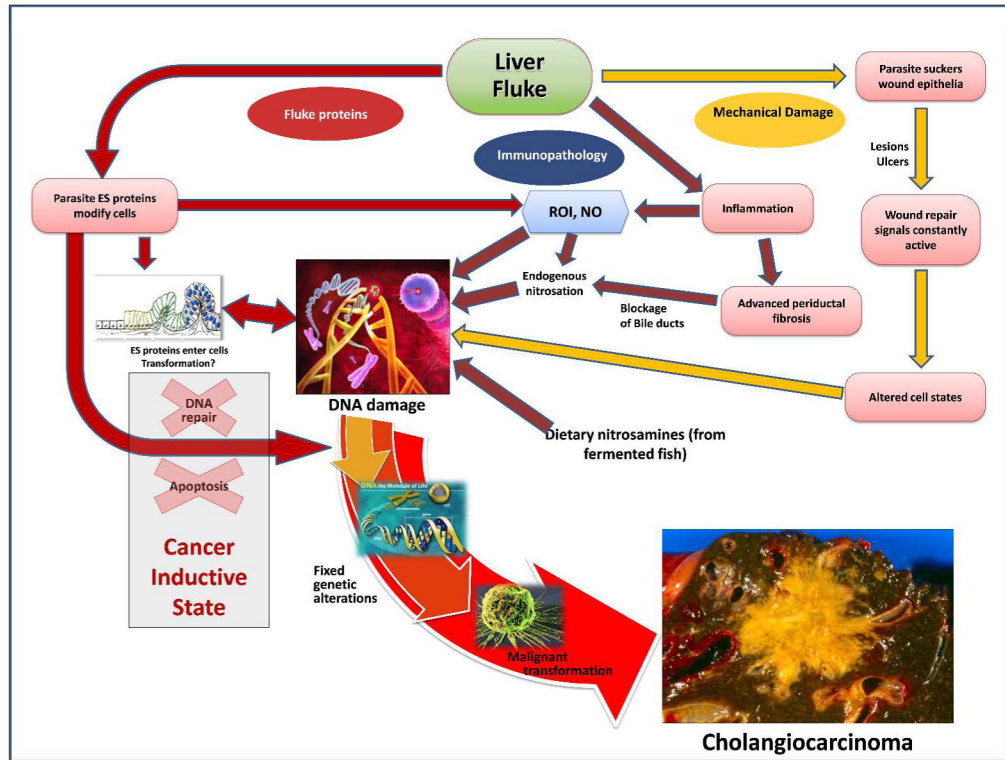 Liver
Fluke
Fluke proteins
Immunopathology
Mechanical Damage
Parasite suckers
wound epithelia
Lesions
Ulcers
Parasite ES proteins
modify cells
ROI, NO
Inflammation
Wound repair
signals constantly
active
Endogenous
nitrosation
Blockage
of Bile ducts
Advanced periductal
fibrosis
ES proteins enter cells
Transformation?
DNA damage
Altered cell states
DNA
repair
Dietary nitrosamines (from
fermented fish)
Apoptosis
DNA the Molecule of Life
Cancer
Inductive
State
Fixed
genetic
alterations
Malignant
transformation
Cholangiocarcinoma